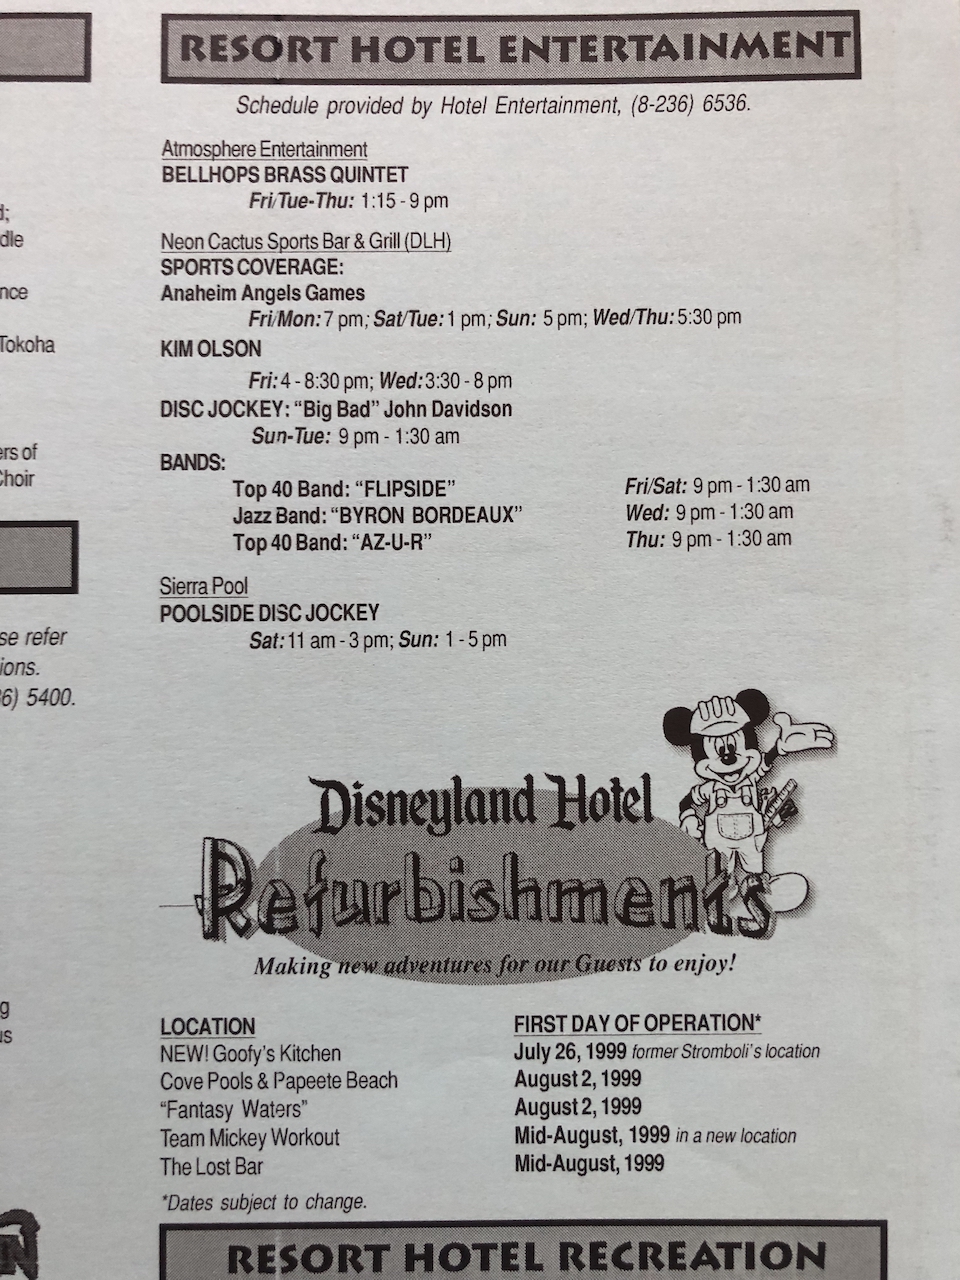 RESORT HOTEL ENTERTAINMENT
Schedule provided by Hotel Entertainment, (8-236) 6536.
Atmosphere Entertainment
BELLHOPS BRASS QUINTET
Fri/Tue-Thu: 1:15 - 9 pm
Neon Cactus Sports Bar & Grill (DLH)
SPORTS COVERAGE:
Anaheim Angels Games
Fri/Mon: 7 pm; Sat/Tue: 1 pm; Sun: 5 pm; Wed/Thu: 5:30 pm
KIM OLSON
Fri: 4 - 8:30 pm; Wed: 3:30 - 8 pm
DISC JOCKEY: “Big Bad” John Davidson
Sun-Tue: 9 pm - 1:30 am
BANDS:
Top 40 Band: “FLIPSIDE” Fri/Sat: 9 pm - 1:30 am
Jazz Band: “BYRON BORDEAUX” Wed: 9 pm - 1:30 am
Top 40 Band: “AZ-U-R” Thu: 9 pm - 1:30 am
Sierra Pool
POOLSIDE DISC JOCKEY
Sat: 11 am - 3 pm; Sun: 1 - 5 pm
Disneyland Hotel
Refurbishments
Making new adventures for our Guests to enjoy!
LOCATION FIRST DAY OF OPERATION*
NEW! Goofy's Kitchen July 26, 1999 former Stromboli's location
Cove Pools & Papeete Beach August 2, 1999
“Fantasy Waters” August 2, 1999
Team Mickey Workout Mid-August, 1999 in a new location
The Lost Bar Mid-August, 1999
*Dates subject to change.
RESORT HOTEL RECREATION
Tokoha
ers of
Choir
se refer
ions.
6) 5400.